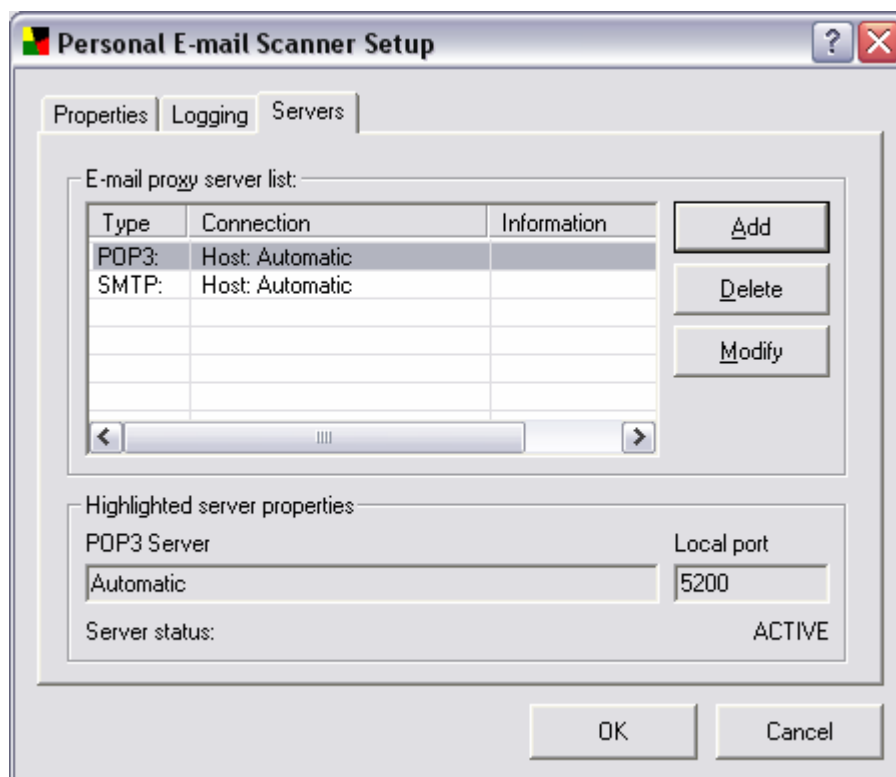 Personal E-mail Scanner Setup
Properties Logging Servers
E-mail proxy server list:
Type Connection Information
POP3: Host: Automatic
SMTP: Host: Automatic
Add
Delete
Modify
Highlighted server properties
POP3 Server Local port
Automatic 5200
Server status: ACTIVE
OK Cancel